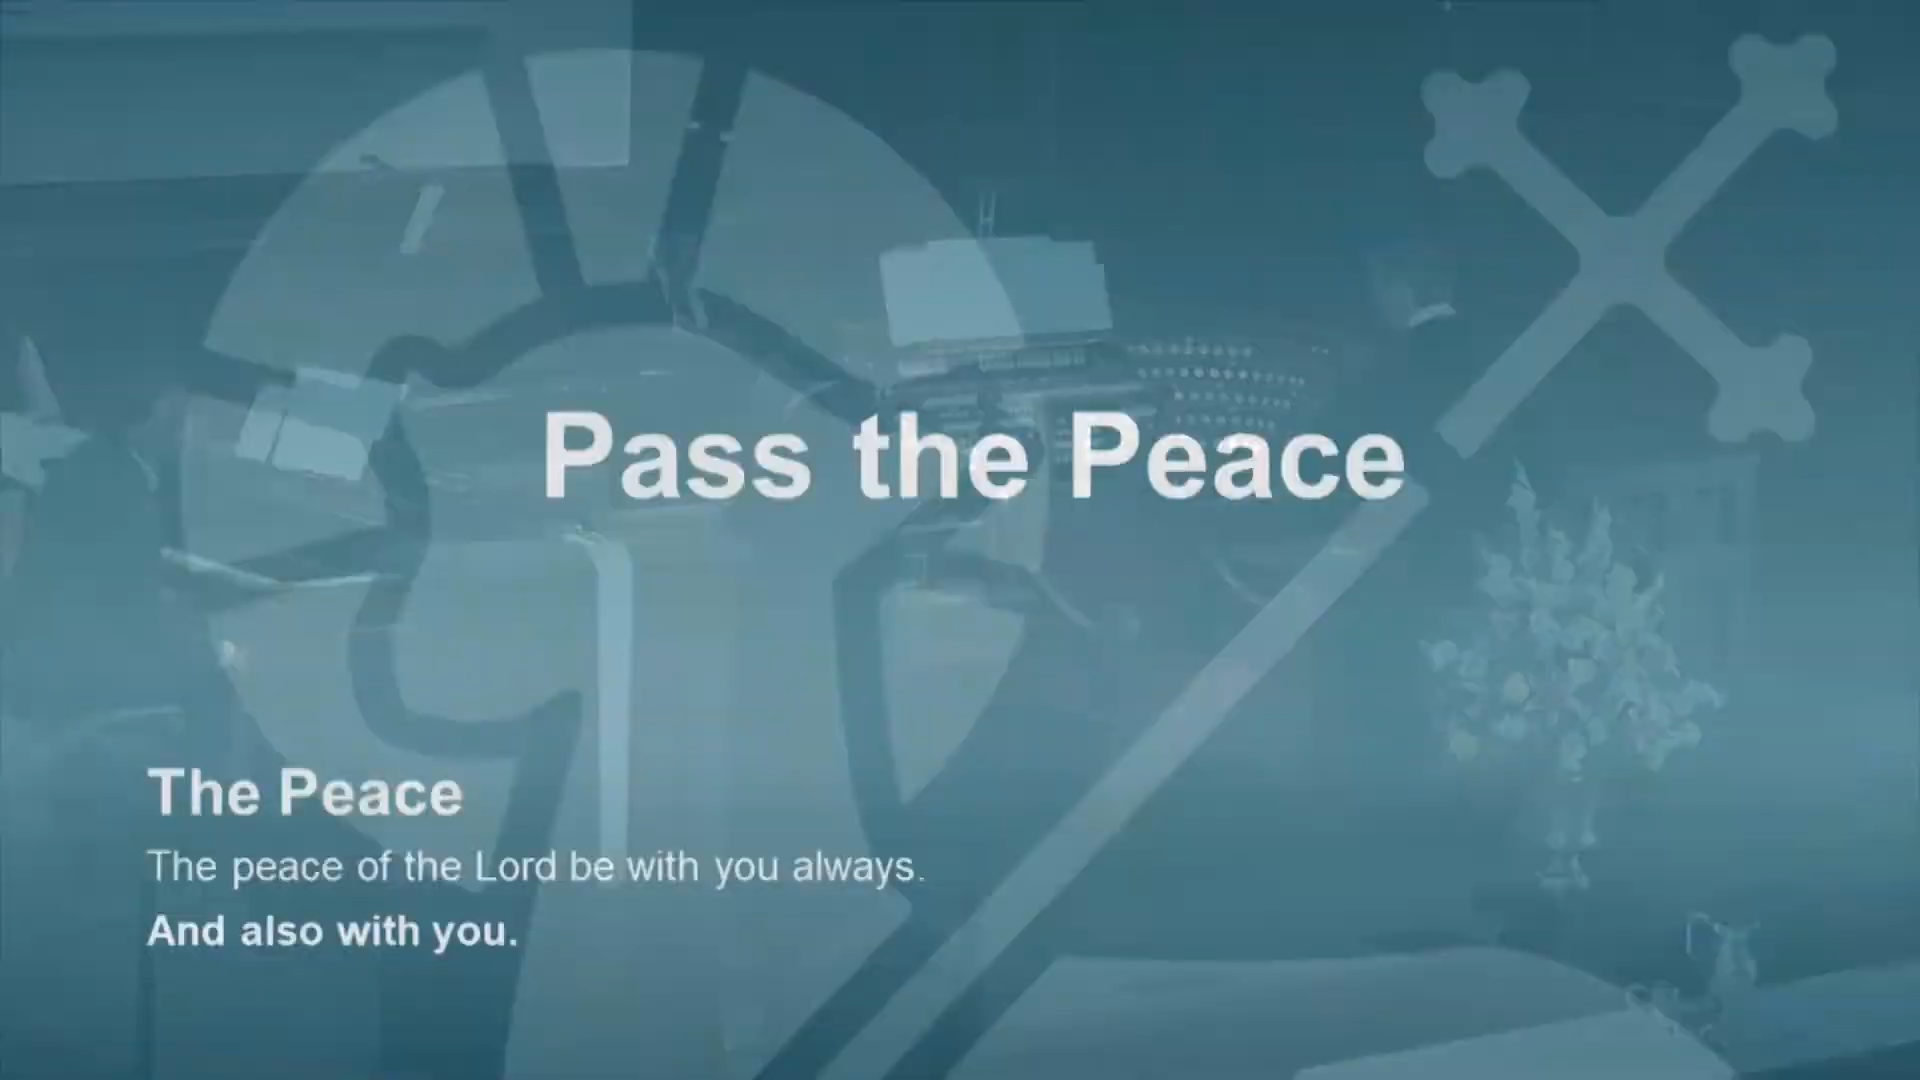 Pass the Peace
The Peace
The peace of the Lord be with you always.
And also with you.